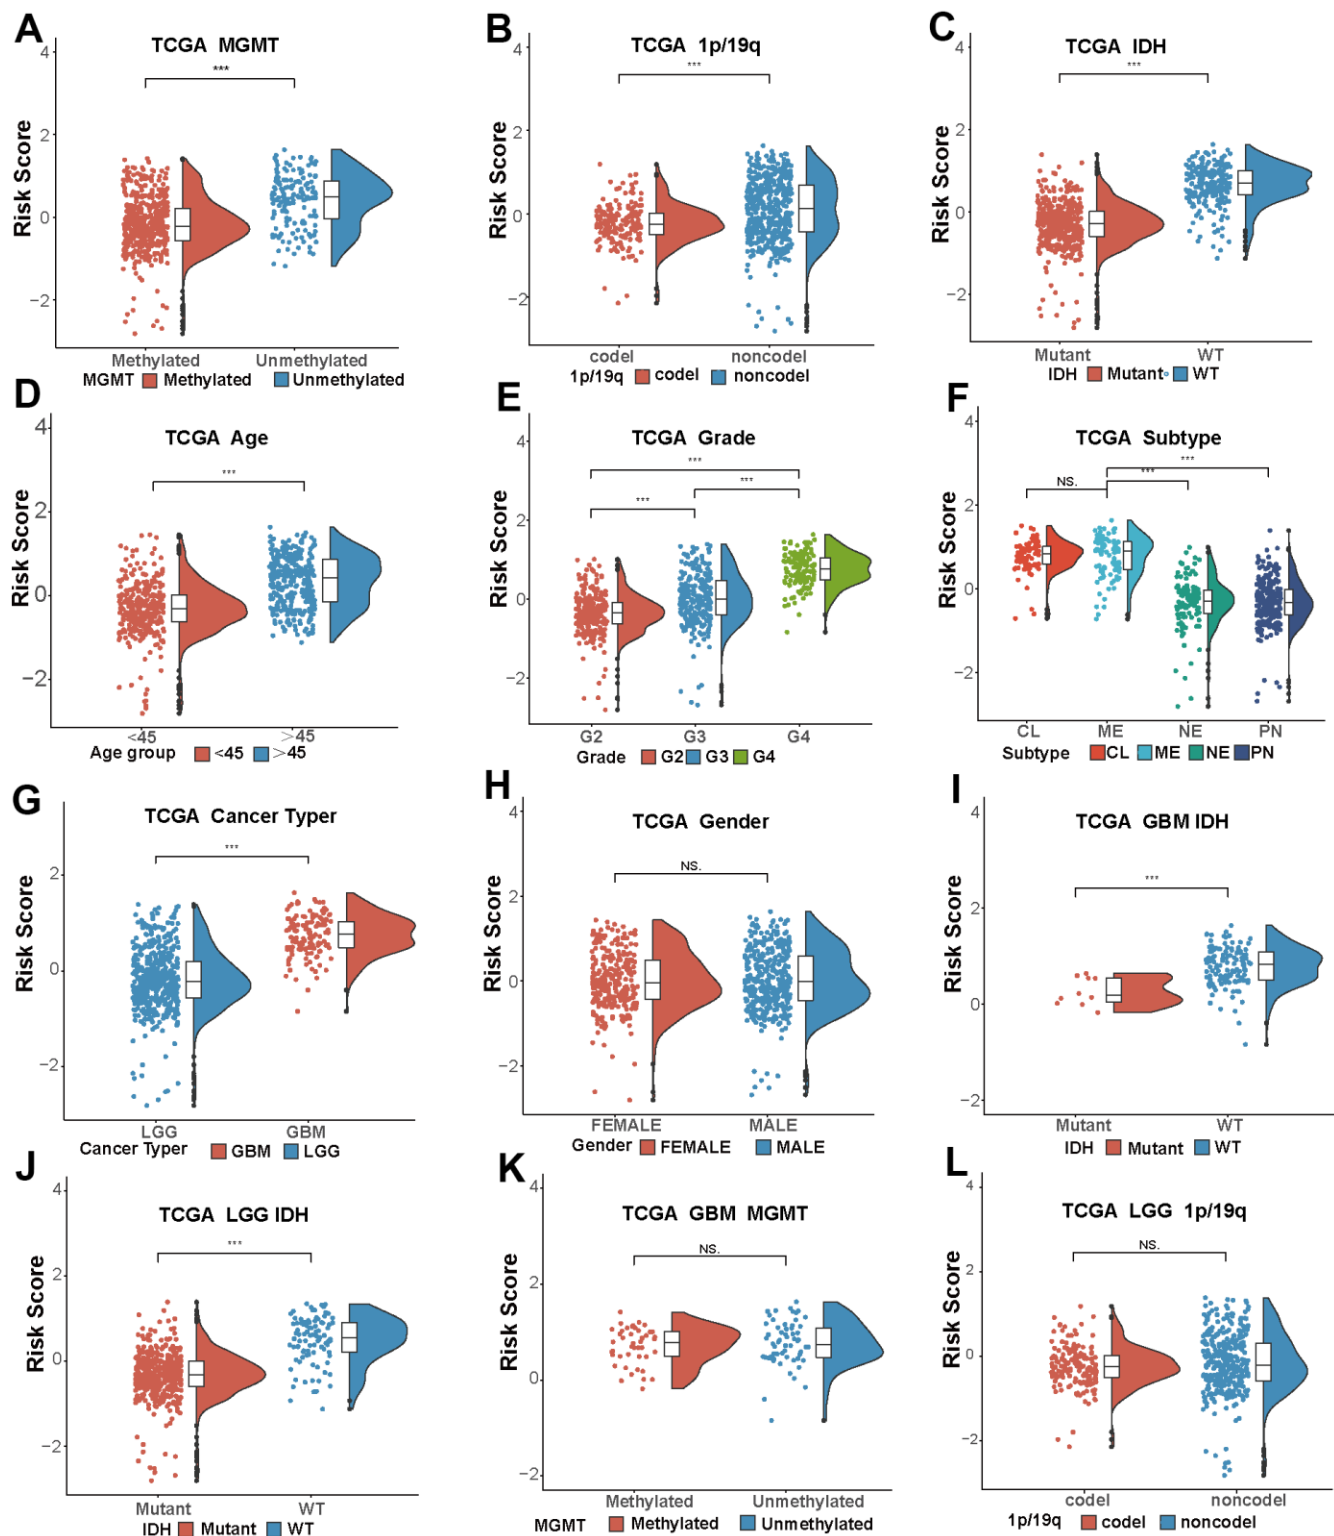 A
TCGA MGMT
***
Risk Score
4
2
0
−2
Methylated Unmethylated
MGMT Methylated Unmethylated
B
TCGA 1p/19q
***
Risk Score
4
2
0
−2
codel noncodel
1p/19q codel noncodel
C
TCGA IDH
***
Risk Score
4
2
0
−2
Mutant WT
IDH Mutant WT
D
TCGA Age
***
Risk Score
4
2
0
−2
<45 >45
Age group <45 >45
E
TCGA Grade
***
*** ***
Risk Score
4
2
0
−2
G2 G3 G4
Grade G2 G3 G4
F
TCGA Subtype
***
NS. ***
Risk Score
4
2
0
−2
CL ME NE PN
Subtype CL ME NE PN
G
TCGA Cancer Typer
***
Risk Score
2
0
−2
LGG GBM
Cancer Typer GBM LGG
H
TCGA Gender
NS.
Risk Score
4
2
0
−2
FEMALE MALE
Gender FEMALE MALE
I
TCGA GBM IDH
***
Risk Score
4
2
0
−2
Mutant WT
IDH Mutant WT
J
TCGA LGG IDH
***
Risk Score
4
2
0
−2
Mutant WT
IDH Mutant WT
K
TCGA GBM MGMT
NS.
Risk Score
4
2
0
−2
Methylated Unmethylated
MGMT Methylated Unmethylated
L
TCGA LGG 1p/19q
NS.
Risk Score
4
2
0
−2
codel noncodel
1p/19q codel noncodel